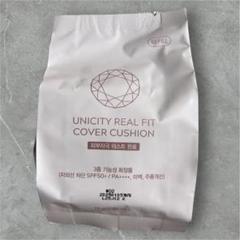 UNICITY REAL FIT
COVER CUSHION
피부자극 테스트 완료
3중 기능성 화장품
(자외선 차단 SPF50+ / PA++++, 미백, 주름개선)